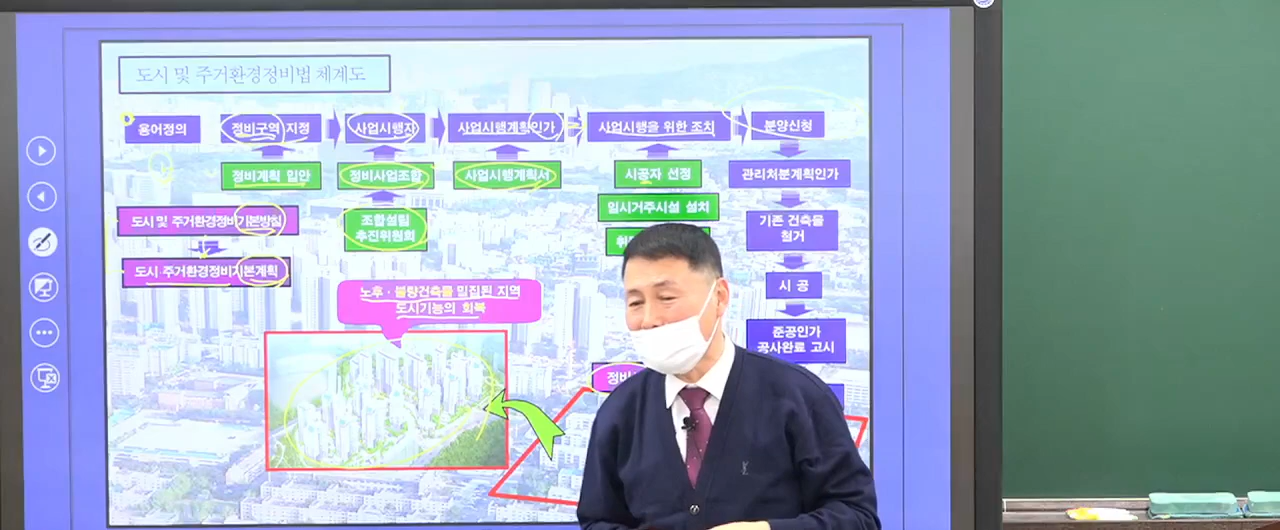 도시 및 주거환경정비법 체계도
용어정의
정비구역 지정
사업시행자
사업시행계획인가
사업시행을 위한 조치
분양신청
정비계획 입안
정비사업조합
사업시행계획서
시공자 선정
관리처분계획인가
도시 및 주거환경정비기본방침
조합설립
추진위원회
임시거주시설 설치
기존 건축물
철거
도시·주거환경정비기본계획
시 공
노후·불량건축물 밀집된 지역
도시기능의 회복
준공인가
공사완료 고시